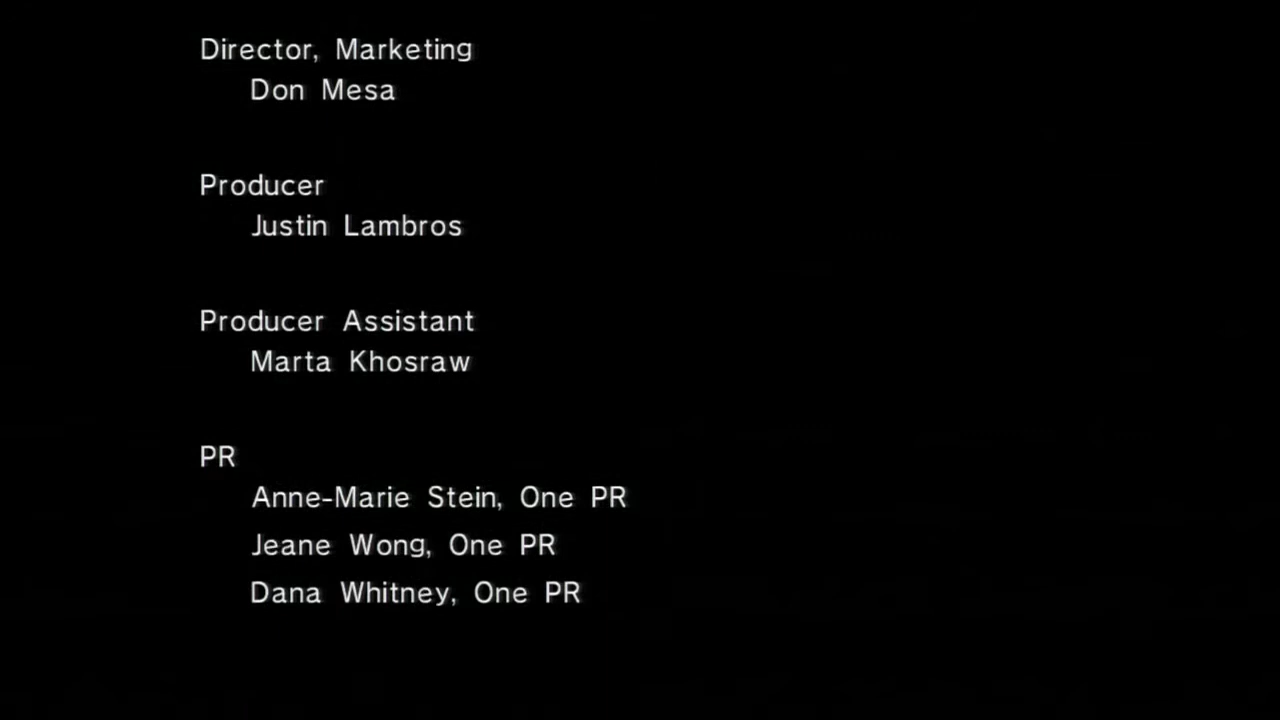 Director, Marketing
Don Mesa
Producer
Justin Lambros
Producer Assistant
Marta Khosraw
PR
Anne-Marie Stein, One PR
Jeane Wong, One PR
Dana Whitney, One PR